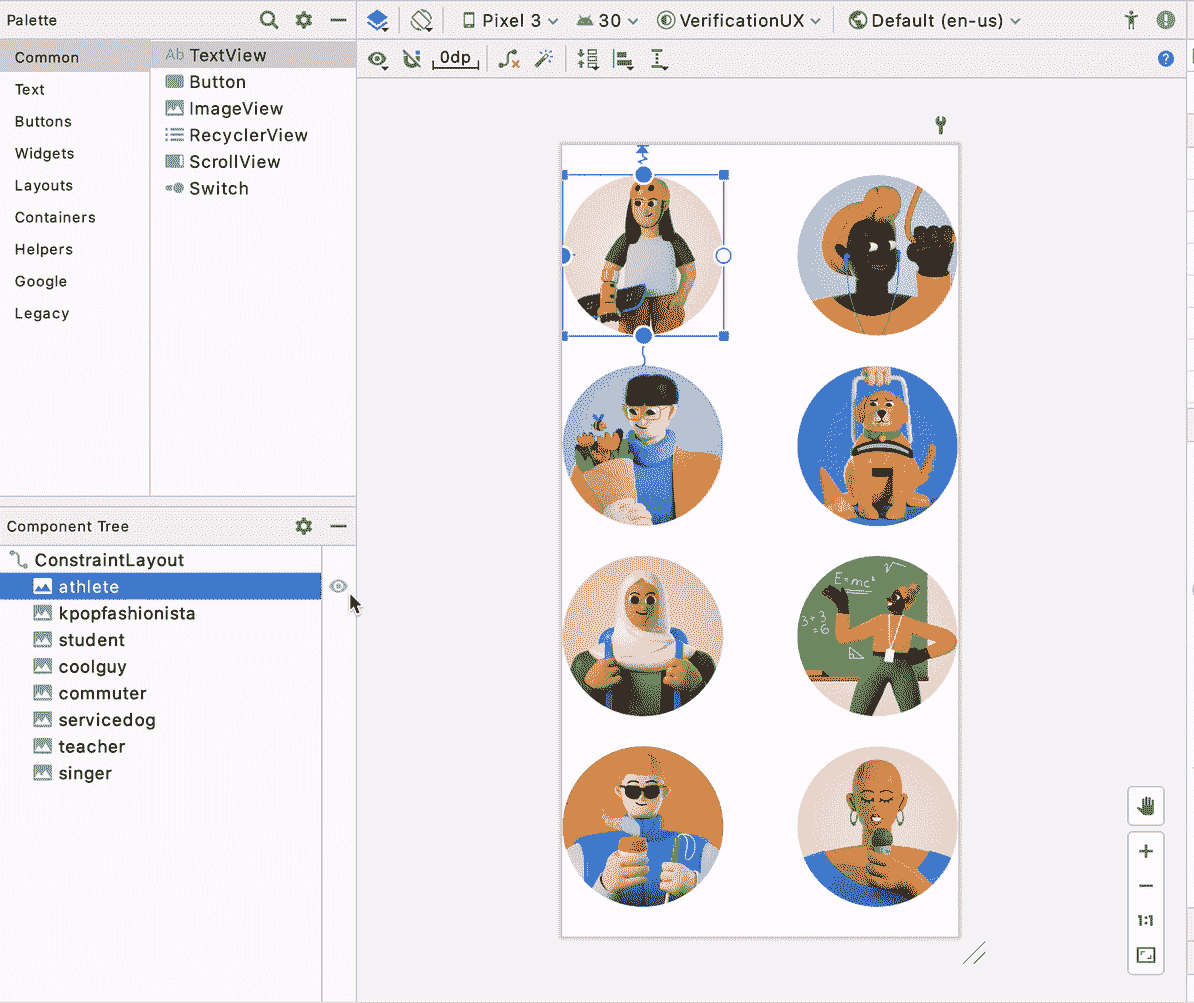 Palette
Pixel 3 30 VerificationUX Default (en-us)
Common
Text
Buttons
Widgets
Layouts
Containers
Helpers
Google
Legacy
Ab TextView
Button
ImageView
RecyclerView
ScrollView
Switch
0dp
?
E=mc²
√
3+3
=6
7
Component Tree
ConstraintLayout
athlete
kpopfashionista
student
coolguy
commuter
servicedog
teacher
singer
1:1